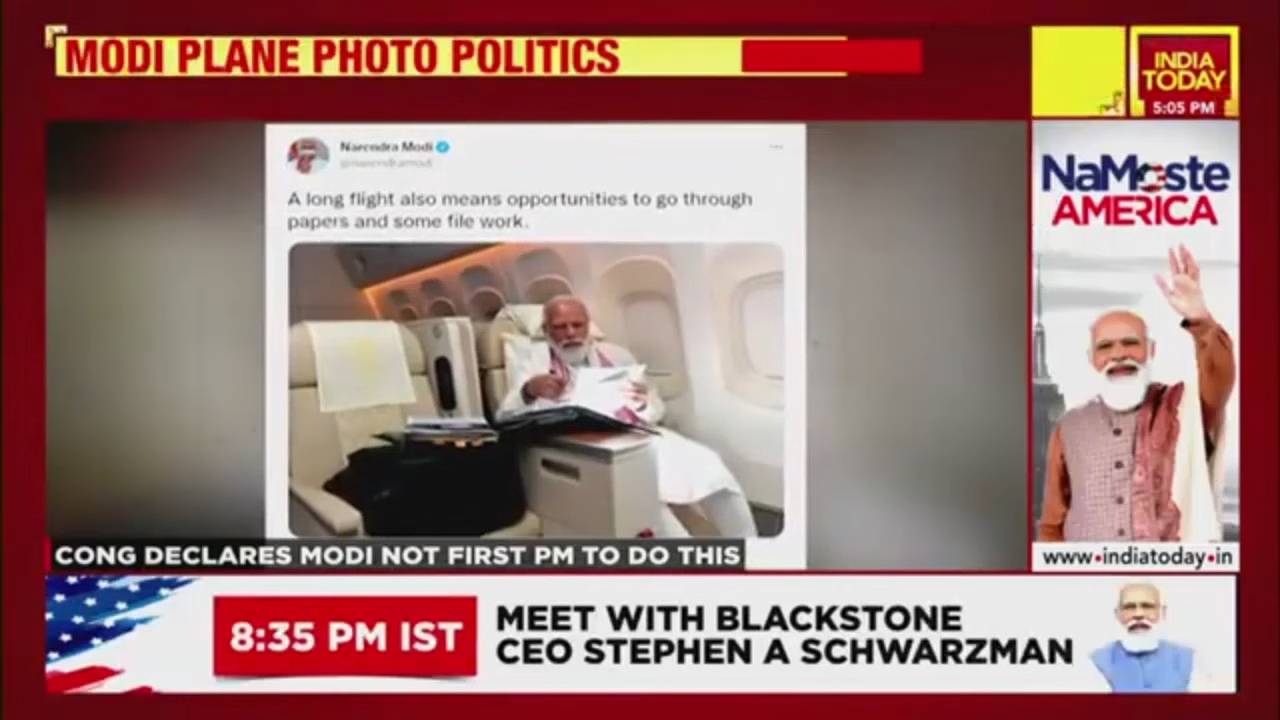 MODI PLANE PHOTO POLITICS
INDIA
TODAY
5:05 PM
Narendra Modi
@narendramodi
A long flight also means opportunities to go through
papers and some file work.
NaMoste
AMERICA
www•indiatoday•in
CONG DECLARES MODI NOT FIRST PM TO DO THIS
8:35 PM IST
MEET WITH BLACKSTONE
CEO STEPHEN A SCHWARZMAN